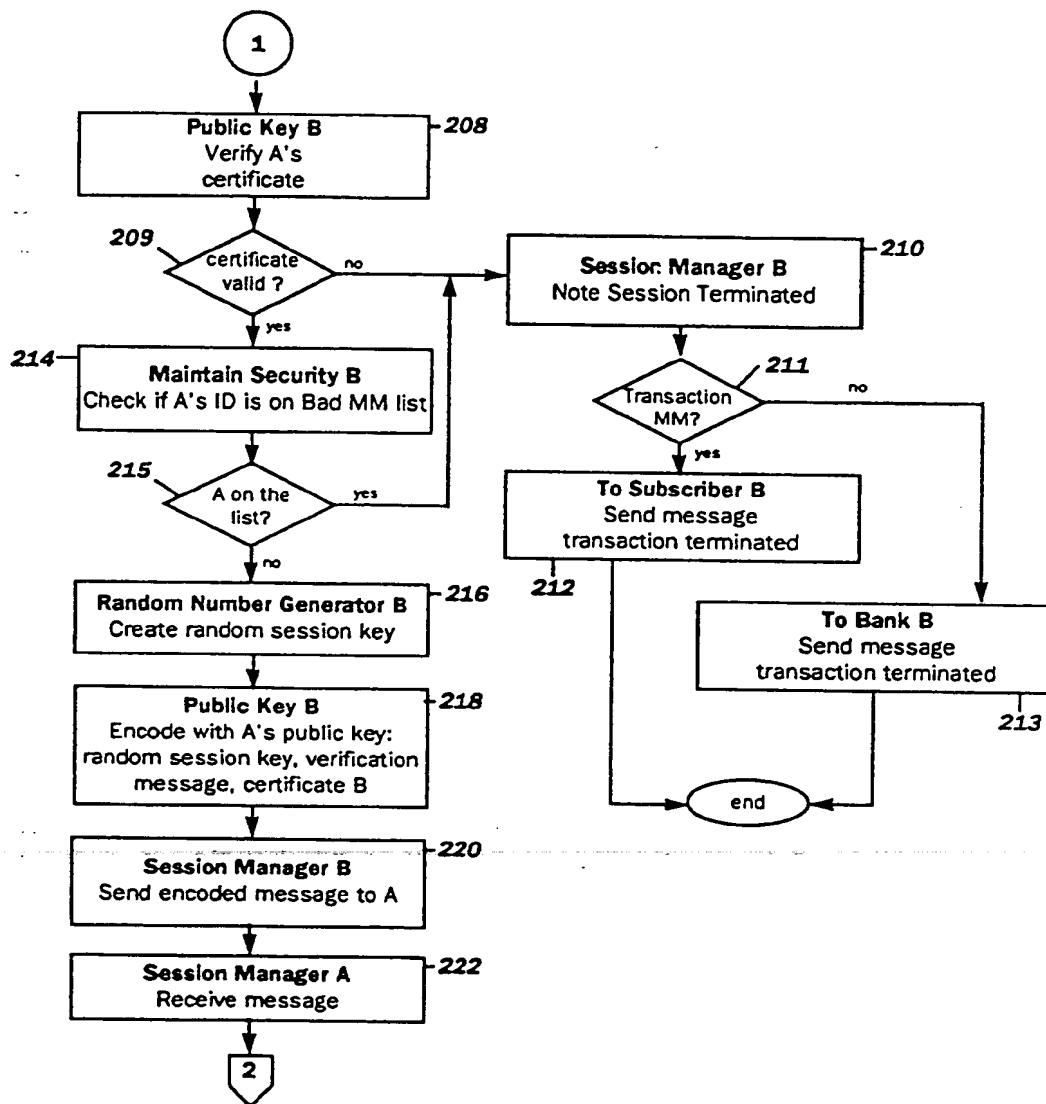 1
Public Key B
Verify A's
certificate
208
209
certificate
valid ?
no
yes
Session Manager B
Note Session Terminated
210
214
Maintain Security B
Check if A's ID is on Bad MM list
211
Transaction
MM?
no
yes
215
A on the
list?
yes
no
To Subscriber B
Send message
transaction terminated
212
Random Number Generator B
Create random session key
216
To Bank B
Send message
transaction terminated
213
Public Key B
Encode with A's public key:
random session key, verification
message, certificate B
218
end
Session Manager B
Send encoded message to A
220
Session Manager A
Receive message
222
2